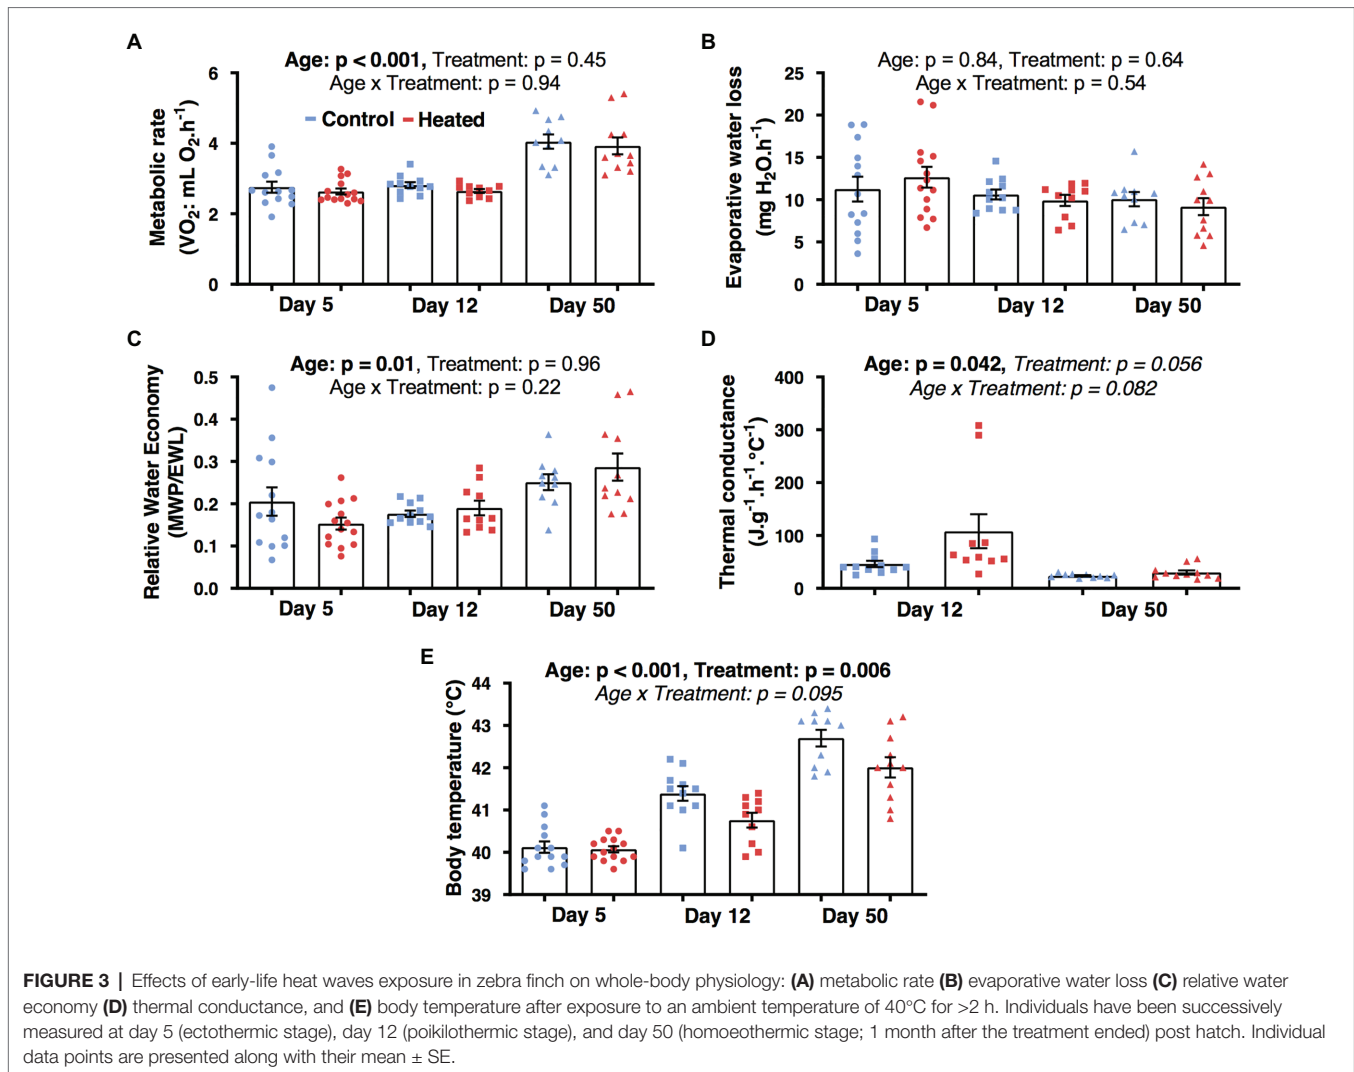 A
Age: p < 0.001, Treatment: p = 0.45
Age x Treatment: p = 0.94
Metabolic rate
(VO₂: mL O₂.h⁻¹)
6
4
2
0
Control
Heated
Day 5
Day 12
Day 50
B
Age: p = 0.84, Treatment: p = 0.64
Age x Treatment: p = 0.54
Evaporative water loss
(mg H₂O.h⁻¹)
25
20
15
10
5
0
Day 5
Day 12
Day 50
C
Age: p = 0.01, Treatment: p = 0.96
Age x Treatment: p = 0.22
Relative Water Economy
(MWP/EWL)
0.5
0.4
0.3
0.2
0.1
0.0
Day 5
Day 12
Day 50
D
Age: p = 0.042, Treatment: p = 0.056
Age x Treatment: p = 0.082
Thermal conductance
(J.g⁻¹.h⁻¹.°C⁻¹)
400
300
200
100
0
Day 12
Day 50
E
Age: p < 0.001, Treatment: p = 0.006
Age x Treatment: p = 0.095
Body temperature (°C)
44
43
42
41
40
39
Day 5
Day 12
Day 50
FIGURE 3 | Effects of early-life heat waves exposure in zebra finch on whole-body physiology: (A) metabolic rate (B) evaporative water loss (C) relative water
economy (D) thermal conductance, and (E) body temperature after exposure to an ambient temperature of 40°C for >2 h. Individuals have been successively
measured at day 5 (ectothermic stage), day 12 (poikilothermic stage), and day 50 (homoeothermic stage; 1 month after the treatment ended) post hatch. Individual
data points are presented along with their mean ± SE.